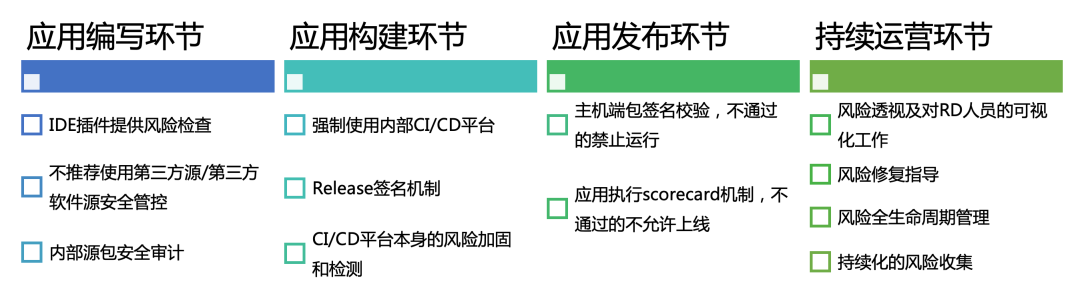 应用编写环节
IDE插件提供风险检查
不推荐使用第三方源/第三方
软件源安全管控
内部源包安全审计
应用构建环节
强制使用内部CI/CD平台
Release签名机制
CI/CD平台本身的风险加固
和检测
应用发布环节
主机端包签名校验，不通过
的禁止运行
应用执行scorecard机制，不
通过的不允许上线
持续运营环节
风险透视及对RD人员的可视
化工作
风险修复指导
风险全生命周期管理
持续化的风险收集